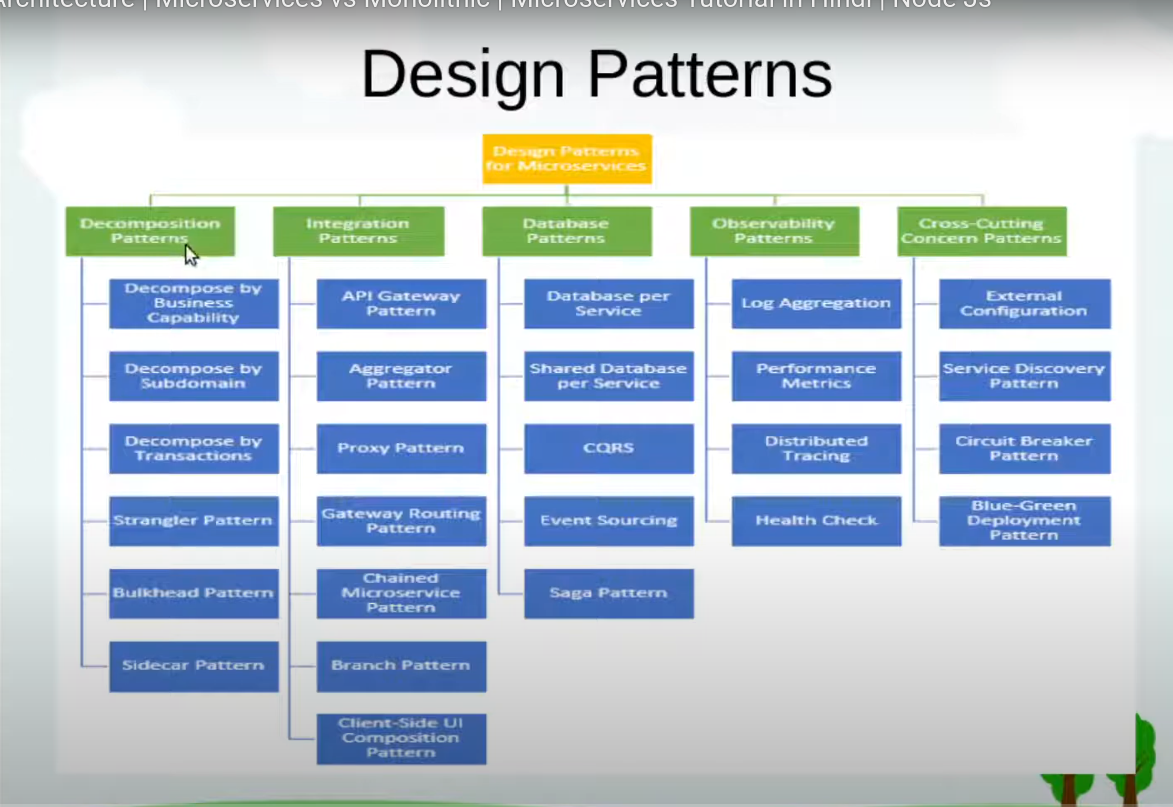 Architecture | Microservices vs Monolithic | Microservices Tutorial in Hindi | Node Js
Design Patterns
Design Patterns
for Microservices
Decomposition
Patterns
Decompose by
Business
Capability
Decompose by
Subdomain
Decompose by
Transactions
Strangler Pattern
Bulkhead Pattern
Sidecar Pattern
Integration
Patterns
API Gateway
Pattern
Aggregator
Pattern
Proxy Pattern
Gateway Routing
Pattern
Chained
Microservice
Pattern
Branch Pattern
Client-Side UI
Composition
Pattern
Database
Patterns
Database per
Service
Shared Database
per Service
CQRS
Event Sourcing
Saga Pattern
Observability
Patterns
Log Aggregation
Performance
Metrics
Distributed
Tracing
Health Check
Cross-Cutting
Concern Patterns
External
Configuration
Service Discovery
Pattern
Circuit Breaker
Pattern
Blue-Green
Deployment
Pattern